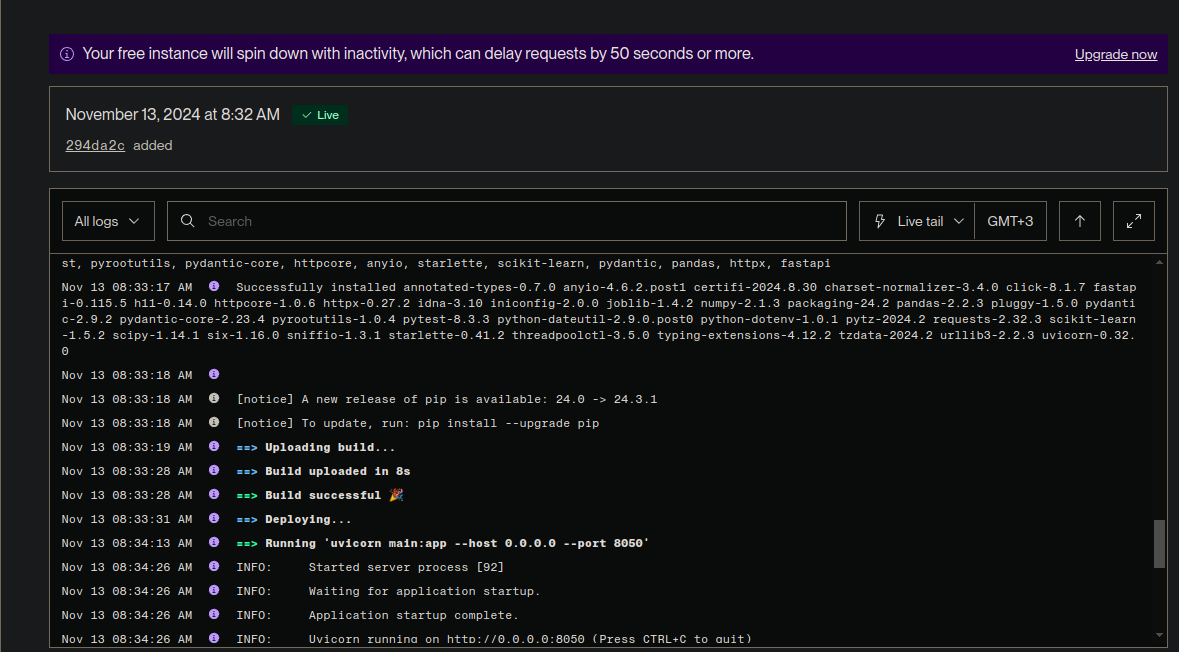 Your free instance will spin down with inactivity, which can delay requests by 50 seconds or more.
Upgrade now
November 13, 2024 at 8:32 AM
Live
294da2c added
All logs
Search
Live tail
GMT+3
st, pyrootutils, pydantic-core, httpcore, anyio, starlette, scikit-learn, pydantic, pandas, httpx, fastapi
Nov 13 08:33:17 AM Successfully installed annotated-types-0.7.0 anyio-4.6.2.post1 certifi-2024.8.30 charset-normalizer-3.4.0 click-8.1.7 fastap
i-0.115.5 h11-0.14.0 httpcore-1.0.6 httpx-0.27.2 idna-3.10 iniconfig-2.0.0 joblib-1.4.2 numpy-2.1.3 packaging-24.2 pandas-2.2.3 pluggy-1.5.0 pydanti
c-2.9.2 pydantic-core-2.23.4 pyrootutils-1.0.4 pytest-8.3.3 python-dateutil-2.9.0.post0 python-dotenv-1.0.1 pytz-2024.2 requests-2.32.3 scikit-learn
-1.5.2 scipy-1.14.1 six-1.16.0 sniffio-1.3.1 starlette-0.41.2 threadpoolctl-3.5.0 typing-extensions-4.12.2 tzdata-2024.2 urllib3-2.2.3 uvicorn-0.32.
0
Nov 13 08:33:18 AM
Nov 13 08:33:18 AM [notice] A new release of pip is available: 24.0 -> 24.3.1
Nov 13 08:33:18 AM [notice] To update, run: pip install --upgrade pip
Nov 13 08:33:19 AM ==> Uploading build...
Nov 13 08:33:28 AM ==> Build uploaded in 8s
Nov 13 08:33:28 AM ==> Build successful 🎉
Nov 13 08:33:31 AM ==> Deploying...
Nov 13 08:34:13 AM ==> Running 'uvicorn main:app --host 0.0.0.0 --port 8050'
Nov 13 08:34:26 AM INFO: Started server process [92]
Nov 13 08:34:26 AM INFO: Waiting for application startup.
Nov 13 08:34:26 AM INFO: Application startup complete.
Nov 13 08:34:26 AM INFO: Uvicorn running on http://0.0.0.0:8050 (Press CTRL+C to quit)